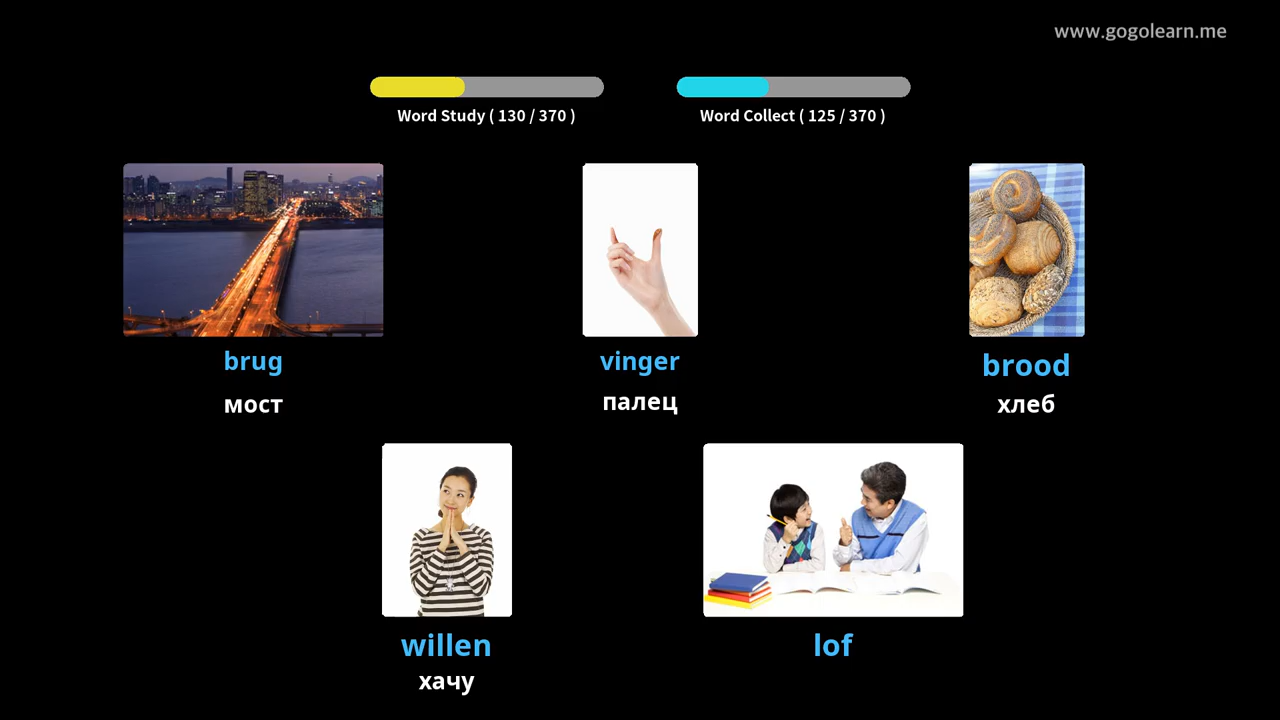 www.gogolearn.me
Word Study ( 130 / 370 )
Word Collect ( 125 / 370 )
brug
мост
vinger
палец
brood
хлеб
willen
хачу
lof